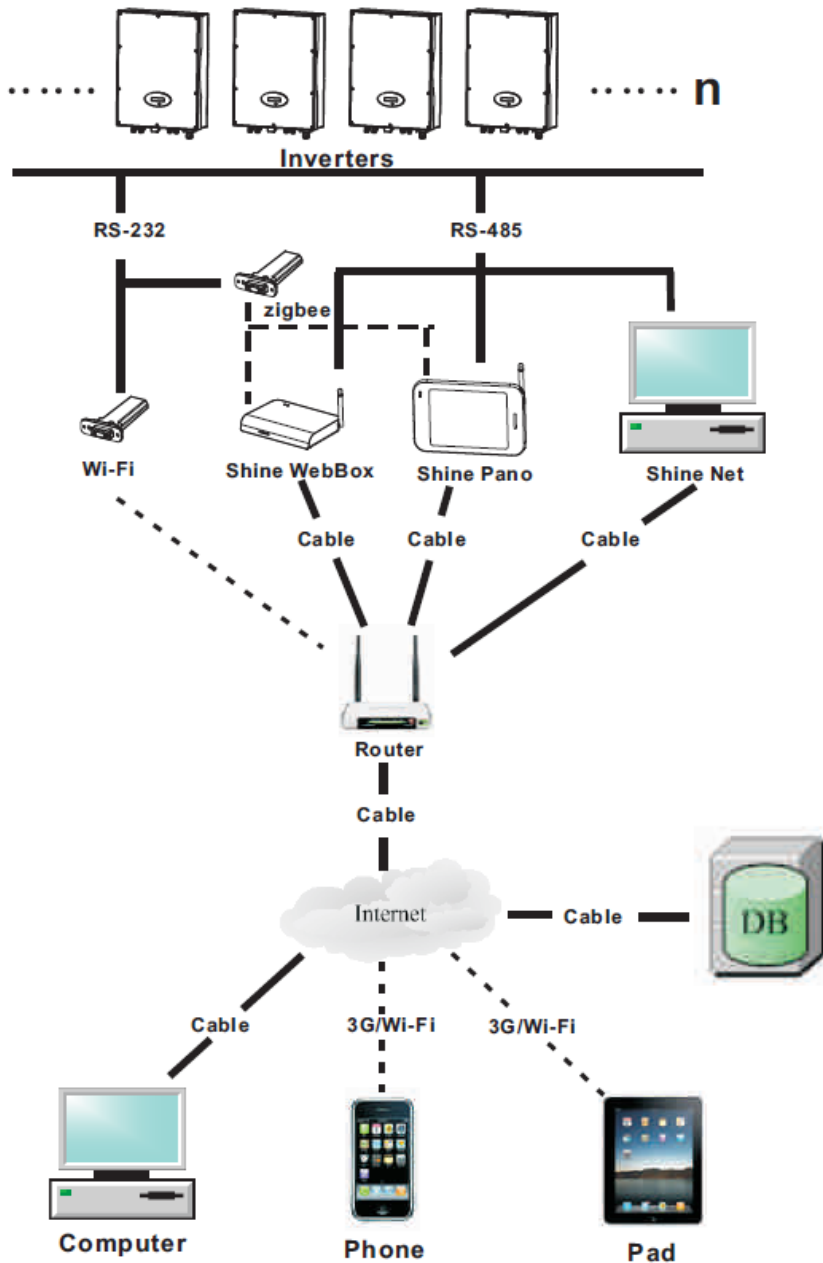 n
Inverters
RS-232
RS-485
zigbee
Wi-Fi
Shine WebBox
Shine Pano
Shine Net
Cable
Cable
Cable
Router
Cable
Internet
Cable
DB
Cable
3G/Wi-Fi
3G/Wi-Fi
Computer
Phone
Pad